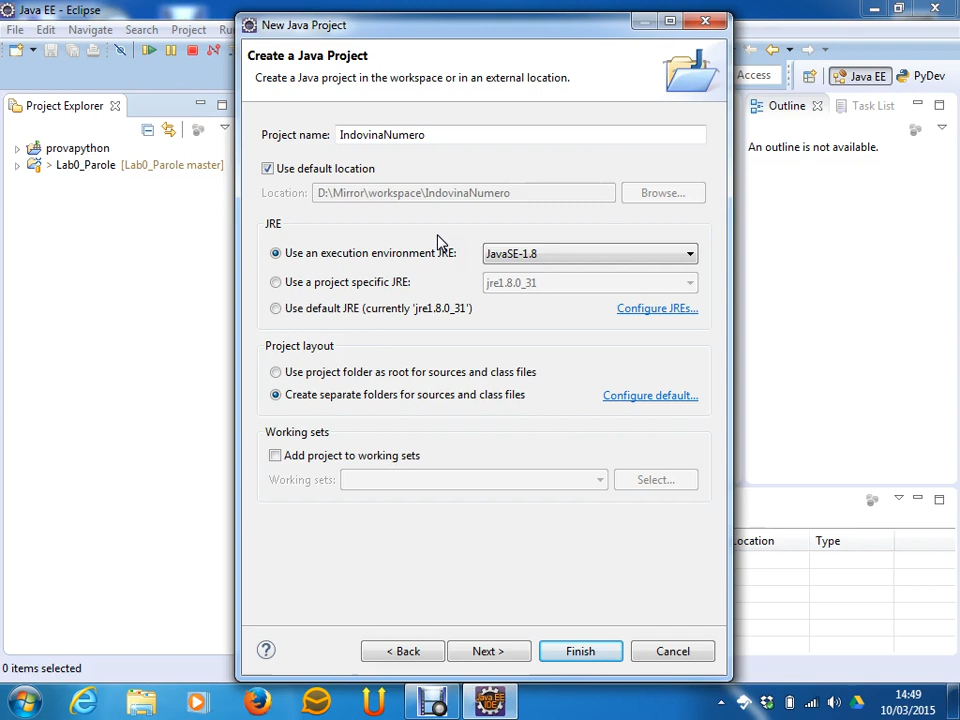 Java EE - Eclipse
File Edit Navigate Search Project Ru
Access
Java EE
PyDev
Project Explorer
provapython
> Lab0_Parole [Lab0_Parole master]
0 items selected
New Java Project
Create a Java Project
Create a Java project in the workspace or in an external location.
Project name: IndovinaNumero
Use default location
Location: D:\Mirror\workspace\IndovinaNumero Browse...
JRE
Use an execution environment JRE: JavaSE-1.8
Use a project specific JRE: jre1.8.0_31
Use default JRE (currently 'jre1.8.0_31') Configure JREs...
Project layout
Use project folder as root for sources and class files
Create separate folders for sources and class files Configure default...
Working sets
Add project to working sets
Working sets: Select...
< Back Next > Finish Cancel
Outline Task List
An outline is not available.
Location Type
Java EE
IDE
14:49
10/03/2015